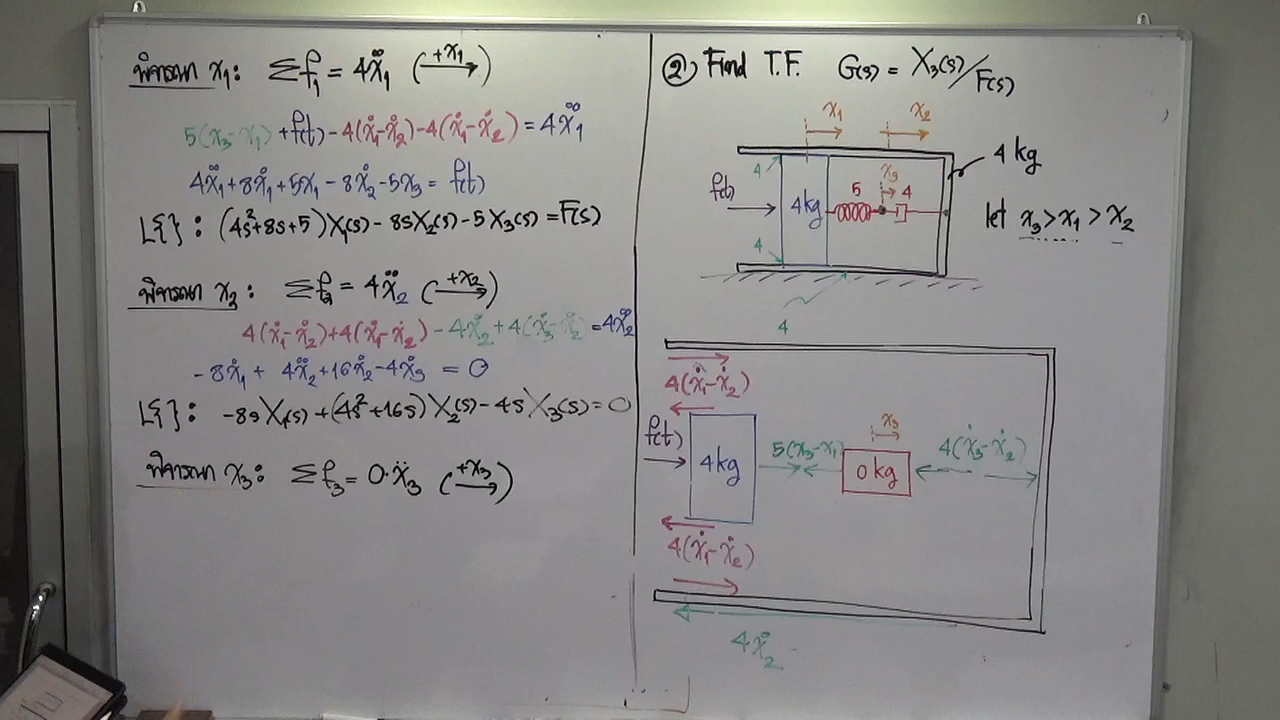 พิจารณา x₁: Σf₁ = 4ẍ₁ (+x₁→)
5(x₃-x₁)+f(t)-4(ẋ₁-ẋ₂)-4(ẋ₁-ẋ₂)=4ẍ₁
4ẍ₁+8ẋ₁+5x₁-8ẋ₂-5x₃= f(t)
L{}: (4s²+8s+5)X₁(s)-8sX₂(s)-5X₃(s)=F(s)
พิจารณา x₂: Σf₂ = 4ẍ₂ (+x₂→)
4(ẋ₁-ẋ₂)+4(ẋ₁-ẋ₂)-4ẋ₂+4(ẋ₃-ẋ₂)=4ẍ₂
-8ẋ₁+ 4ẍ₂+16ẋ₂-4ẋ₃ = 0
L{}: -8sX₁(s)+(4s²+16s)X₂(s)-4sX₃(s)=0
พิจารณา x₃: Σf₃= 0·ẍ₃ (+x₃→)
②, Find T.F. G(s) = X₃(s)/F(s)
x₁ x₂
4 kg
4 x₃
f(t) 4kg 5 4
let x₃>x₁>x₂
4
4
4(ẋ₁-ẋ₂)
f(t) 4kg 5(x₃-x₁) x₃ 0kg 4(ẋ₃-ẋ₂)
4(ẋ₁-ẋ₂)
4ẋ₂